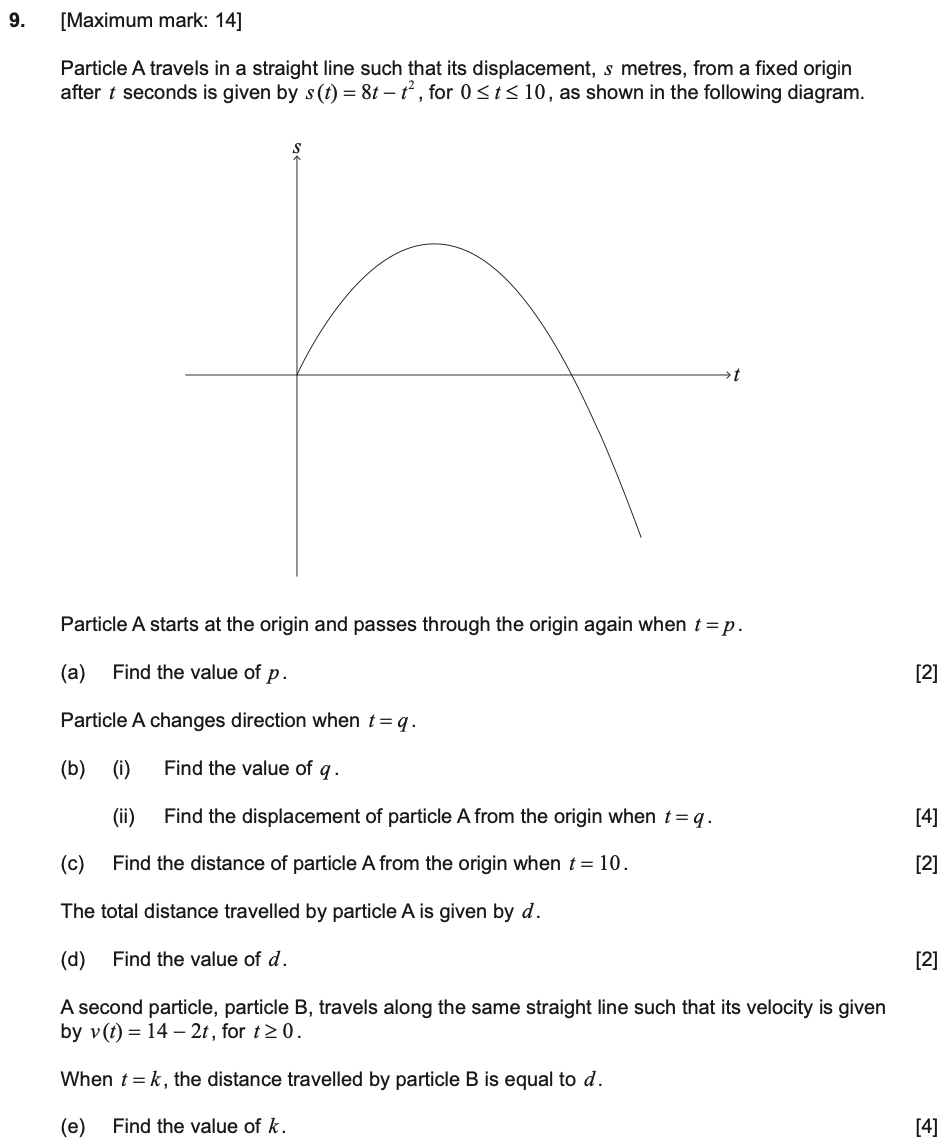 9. [Maximum mark: 14]
Particle A travels in a straight line such that its displacement, s metres, from a fixed origin
after t seconds is given by s(t) = 8t − t², for 0 ≤ t ≤ 10, as shown in the following diagram.
s
t
Particle A starts at the origin and passes through the origin again when t = p.
(a) Find the value of p. [2]
Particle A changes direction when t = q.
(b) (i) Find the value of q.
(ii) Find the displacement of particle A from the origin when t = q. [4]
(c) Find the distance of particle A from the origin when t = 10. [2]
The total distance travelled by particle A is given by d.
(d) Find the value of d. [2]
A second particle, particle B, travels along the same straight line such that its velocity is given
by v(t) = 14 − 2t, for t ≥ 0.
When t = k, the distance travelled by particle B is equal to d.
(e) Find the value of k. [4]